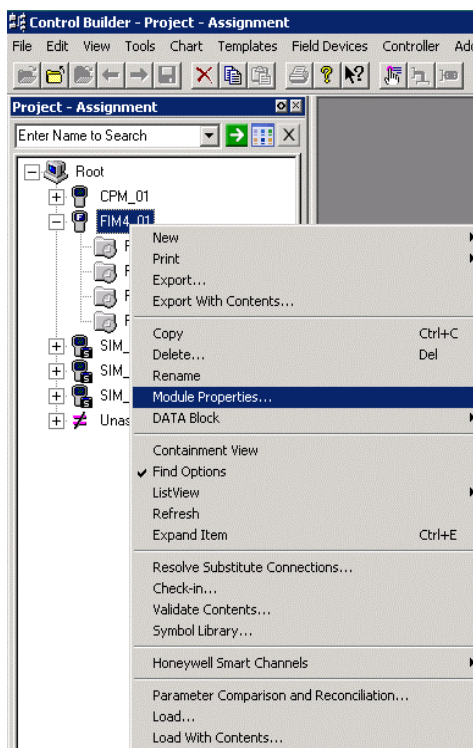 Control Builder - Project - Assignment
File Edit View Tools Chart Templates Field Devices Controller
Project - Assignment
Enter Name to Search
Root
CPM_01
FIM4_01
New
Print
Export...
Export With Contents...
Copy Ctrl+C
Delete... Del
SIM_
Rename
SIM_
Module Properties...
SIM_
DATA Block
Containment View
Find Options
ListView
Refresh
Expand Item Ctrl+E
Resolve Substitute Connections...
Check-in...
Validate Contents...
Symbol Library...
Honeywell Smart Channels
Parameter Comparison and Reconciliation...
Load...
Load With Contents...